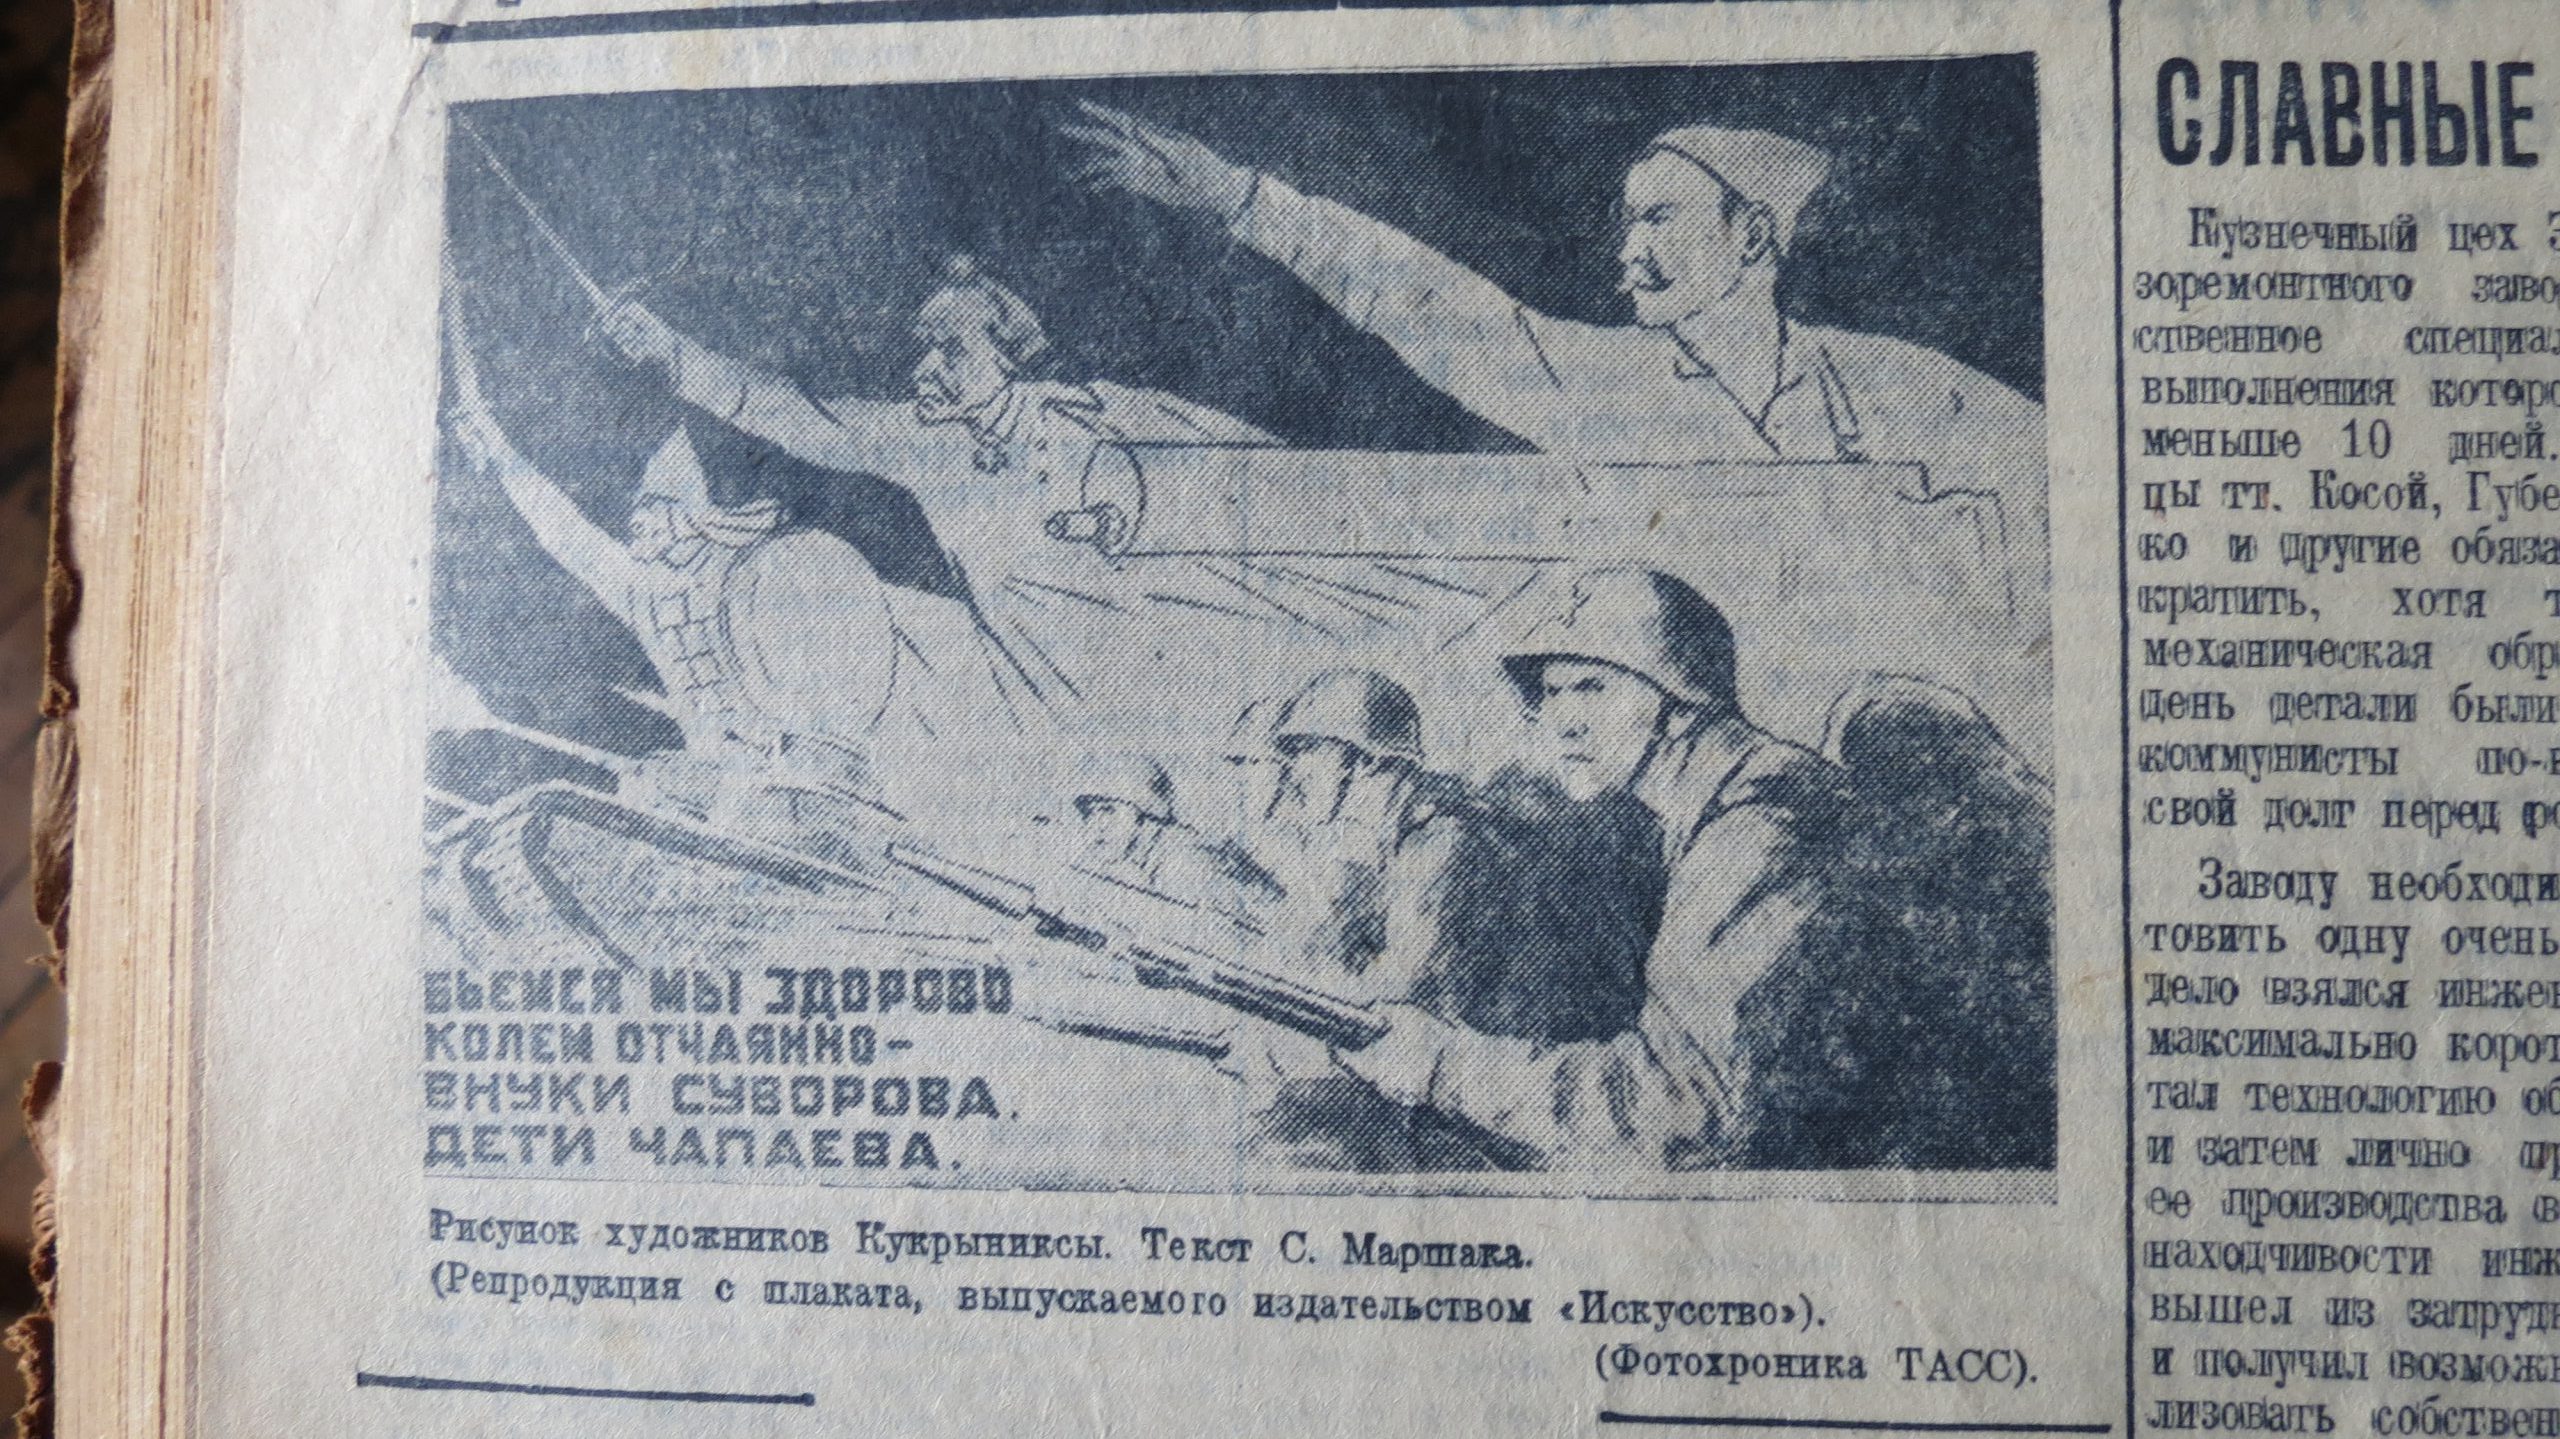 БЬЕМСЯ МЫ ЗДОРОВО
КОЛЕМ ОТЧАЯННО–
ВНУКИ СУВОРОВА.
ДЕТИ ЧАПАЕВА.
Рисунок художников Кукрыниксы. Текст С. Маршака.
(Репродукция с плаката, выпускаемого издательством «Искусство»).
(Фотохроника ТАСС).
СЛАВНЫЕ
Кузнечный цех
зоремонтного
ственное
выполнения
меньше 10 дней.
цы тт. Косой,
ко и другие
кратить, хотя
механическая
день детали были
коммунисты
свой долг перед
Заводу
товить одну очень
дело взялся
максимально
тал технологию
и затем лично
ее производства
находчивости
вышел из
и получил
лизовать